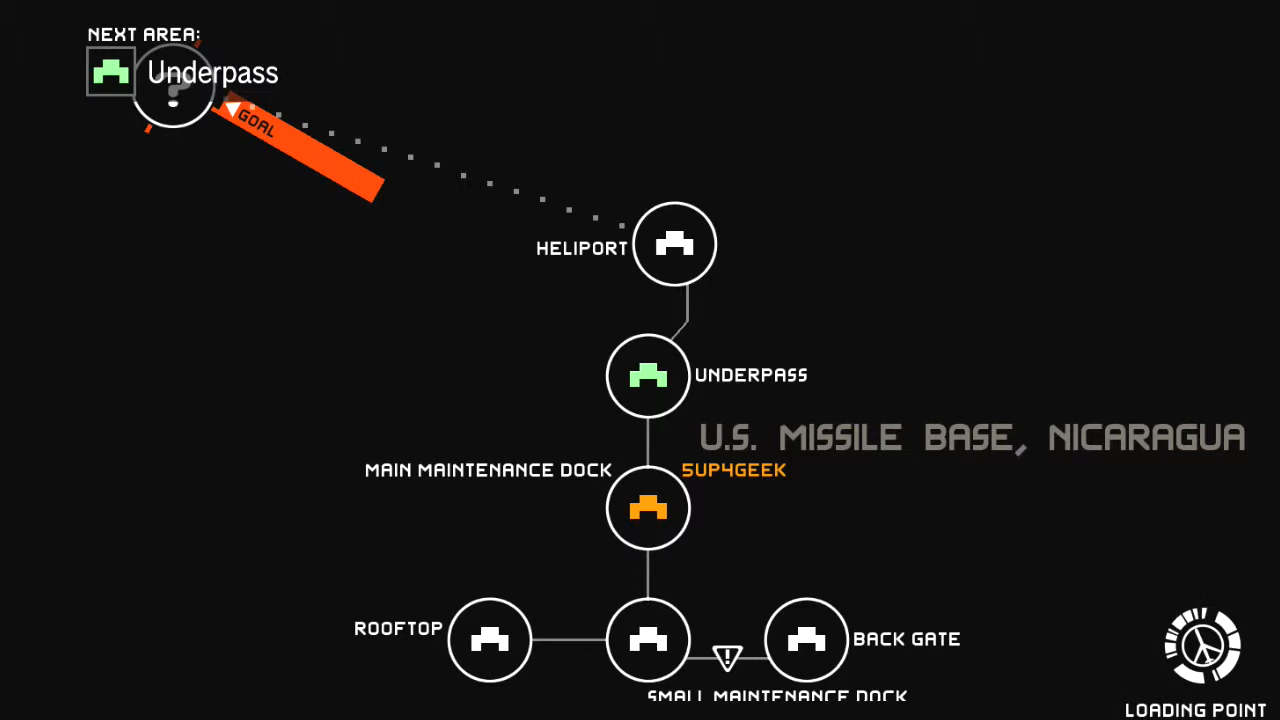 NEXT AREA:
Underpass
?
GOAL
HELIPORT
UNDERPASS
U.S. MISSILE BASE, NICARAGUA
MAIN MAINTENANCE DOCK
5UP4GEEK
ROOFTOP
!
BACK GATE
SMALL MAINTENANCE DOCK
LOADING POINT